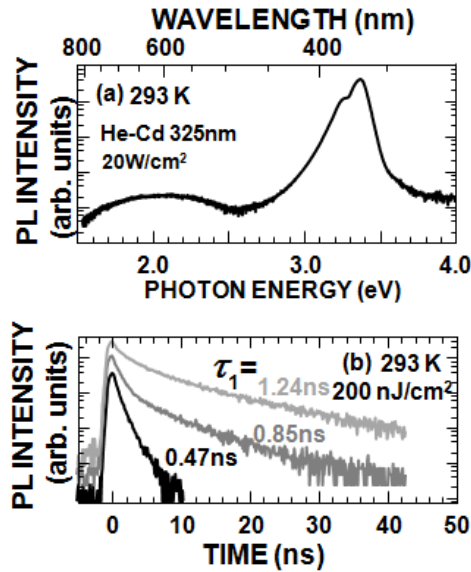 WAVELENGTH (nm)
800 600 400
(a) 293 K
He-Cd 325nm
20W/cm²
PL INTENSITY
(arb. units)
2.0 3.0 4.0
PHOTON ENERGY (eV)
(b) 293 K
200 nJ/cm²
τ₁=
1.24ns
0.85ns
0.47ns
PL INTENSITY
(arb. units)
0 10 20 30 40 50
TIME (ns)